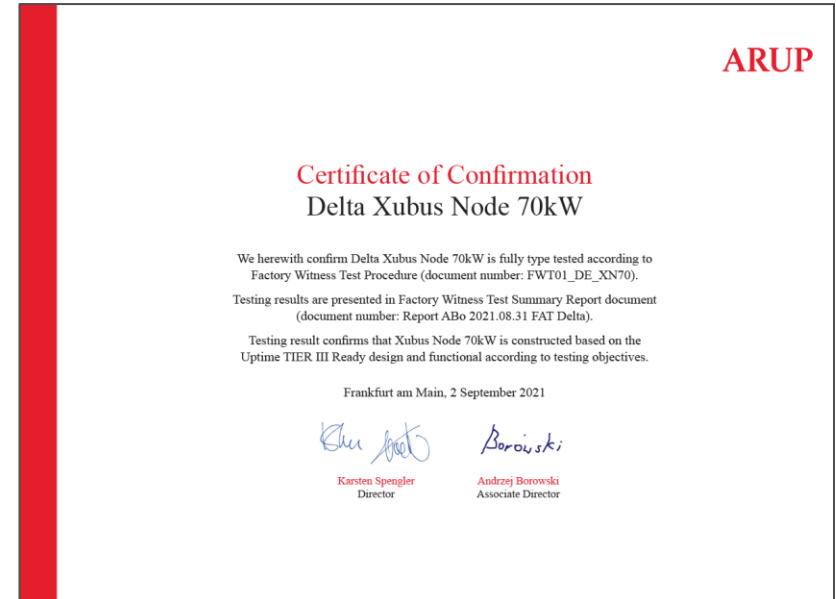 ARUP
Certificate of Confirmation
Delta Xubus Node 70kW
We herewith confirm Delta Xubus Node 70kW is fully type tested according to
Factory Witness Test Procedure (document number: FWT01_DE_XN70).
Testing results are presented in Factory Witness Test Summary Report document
(document number: Report ABo 2021.08.31 FAT Delta).
Testing result confirms that Xubus Node 70kW is constructed based on the
Uptime TIER III Ready design and functional according to testing objectives.
Frankfurt am Main, 2 September 2021
Borowski
Karsten Spengler
Andrzej Borowski
Director
Associate Director